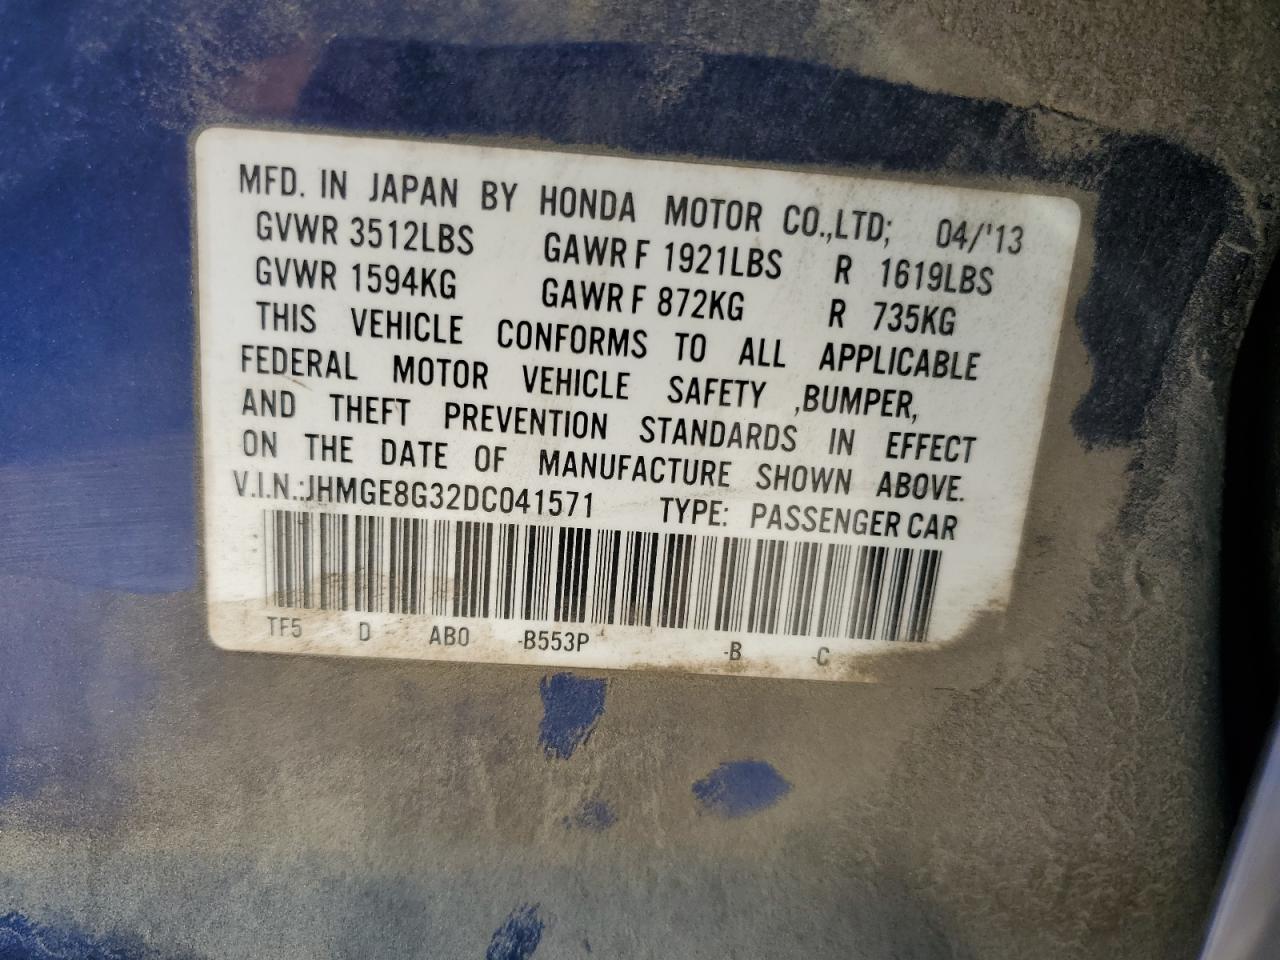 MFD. IN JAPAN BY HONDA MOTOR CO.,LTD; 04/'13
GVWR 3512LBS GAWR F 1921LBS R 1619LBS
GVWR 1594KG GAWR F 872KG R 735KG
THIS VEHICLE CONFORMS TO ALL APPLICABLE
FEDERAL MOTOR VEHICLE SAFETY ,BUMPER,
AND THEFT PREVENTION STANDARDS IN EFFECT
ON THE DATE OF MANUFACTURE SHOWN ABOVE.
V.I.N.:JHMGE8G32DC041571 TYPE: PASSENGER CAR
TF5 D AB0 -B553P -B -C